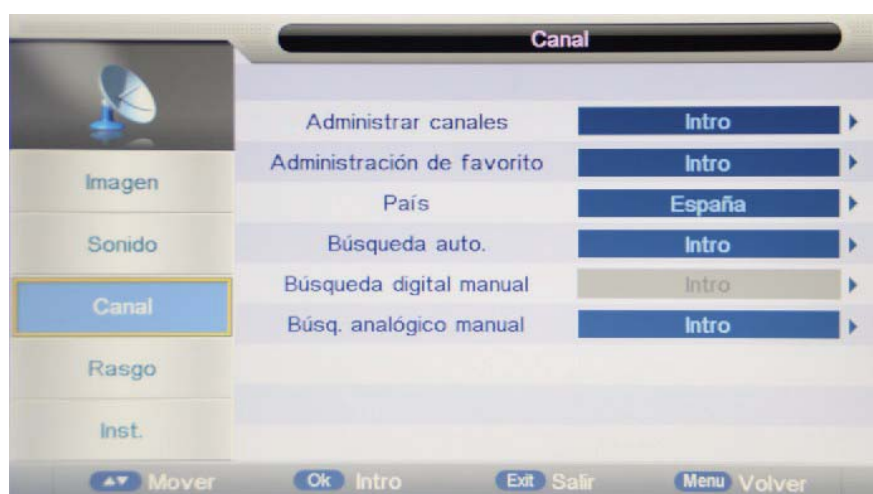 Canal
Imagen
Sonido
Canal
Rasgo
Inst.
Administrar canales Intro
Administración de favorito Intro
País España
Búsqueda auto. Intro
Búsqueda digital manual Intro
Búsq. analógico manual Intro
Mover Ok Intro Exit Salir Menu Volver